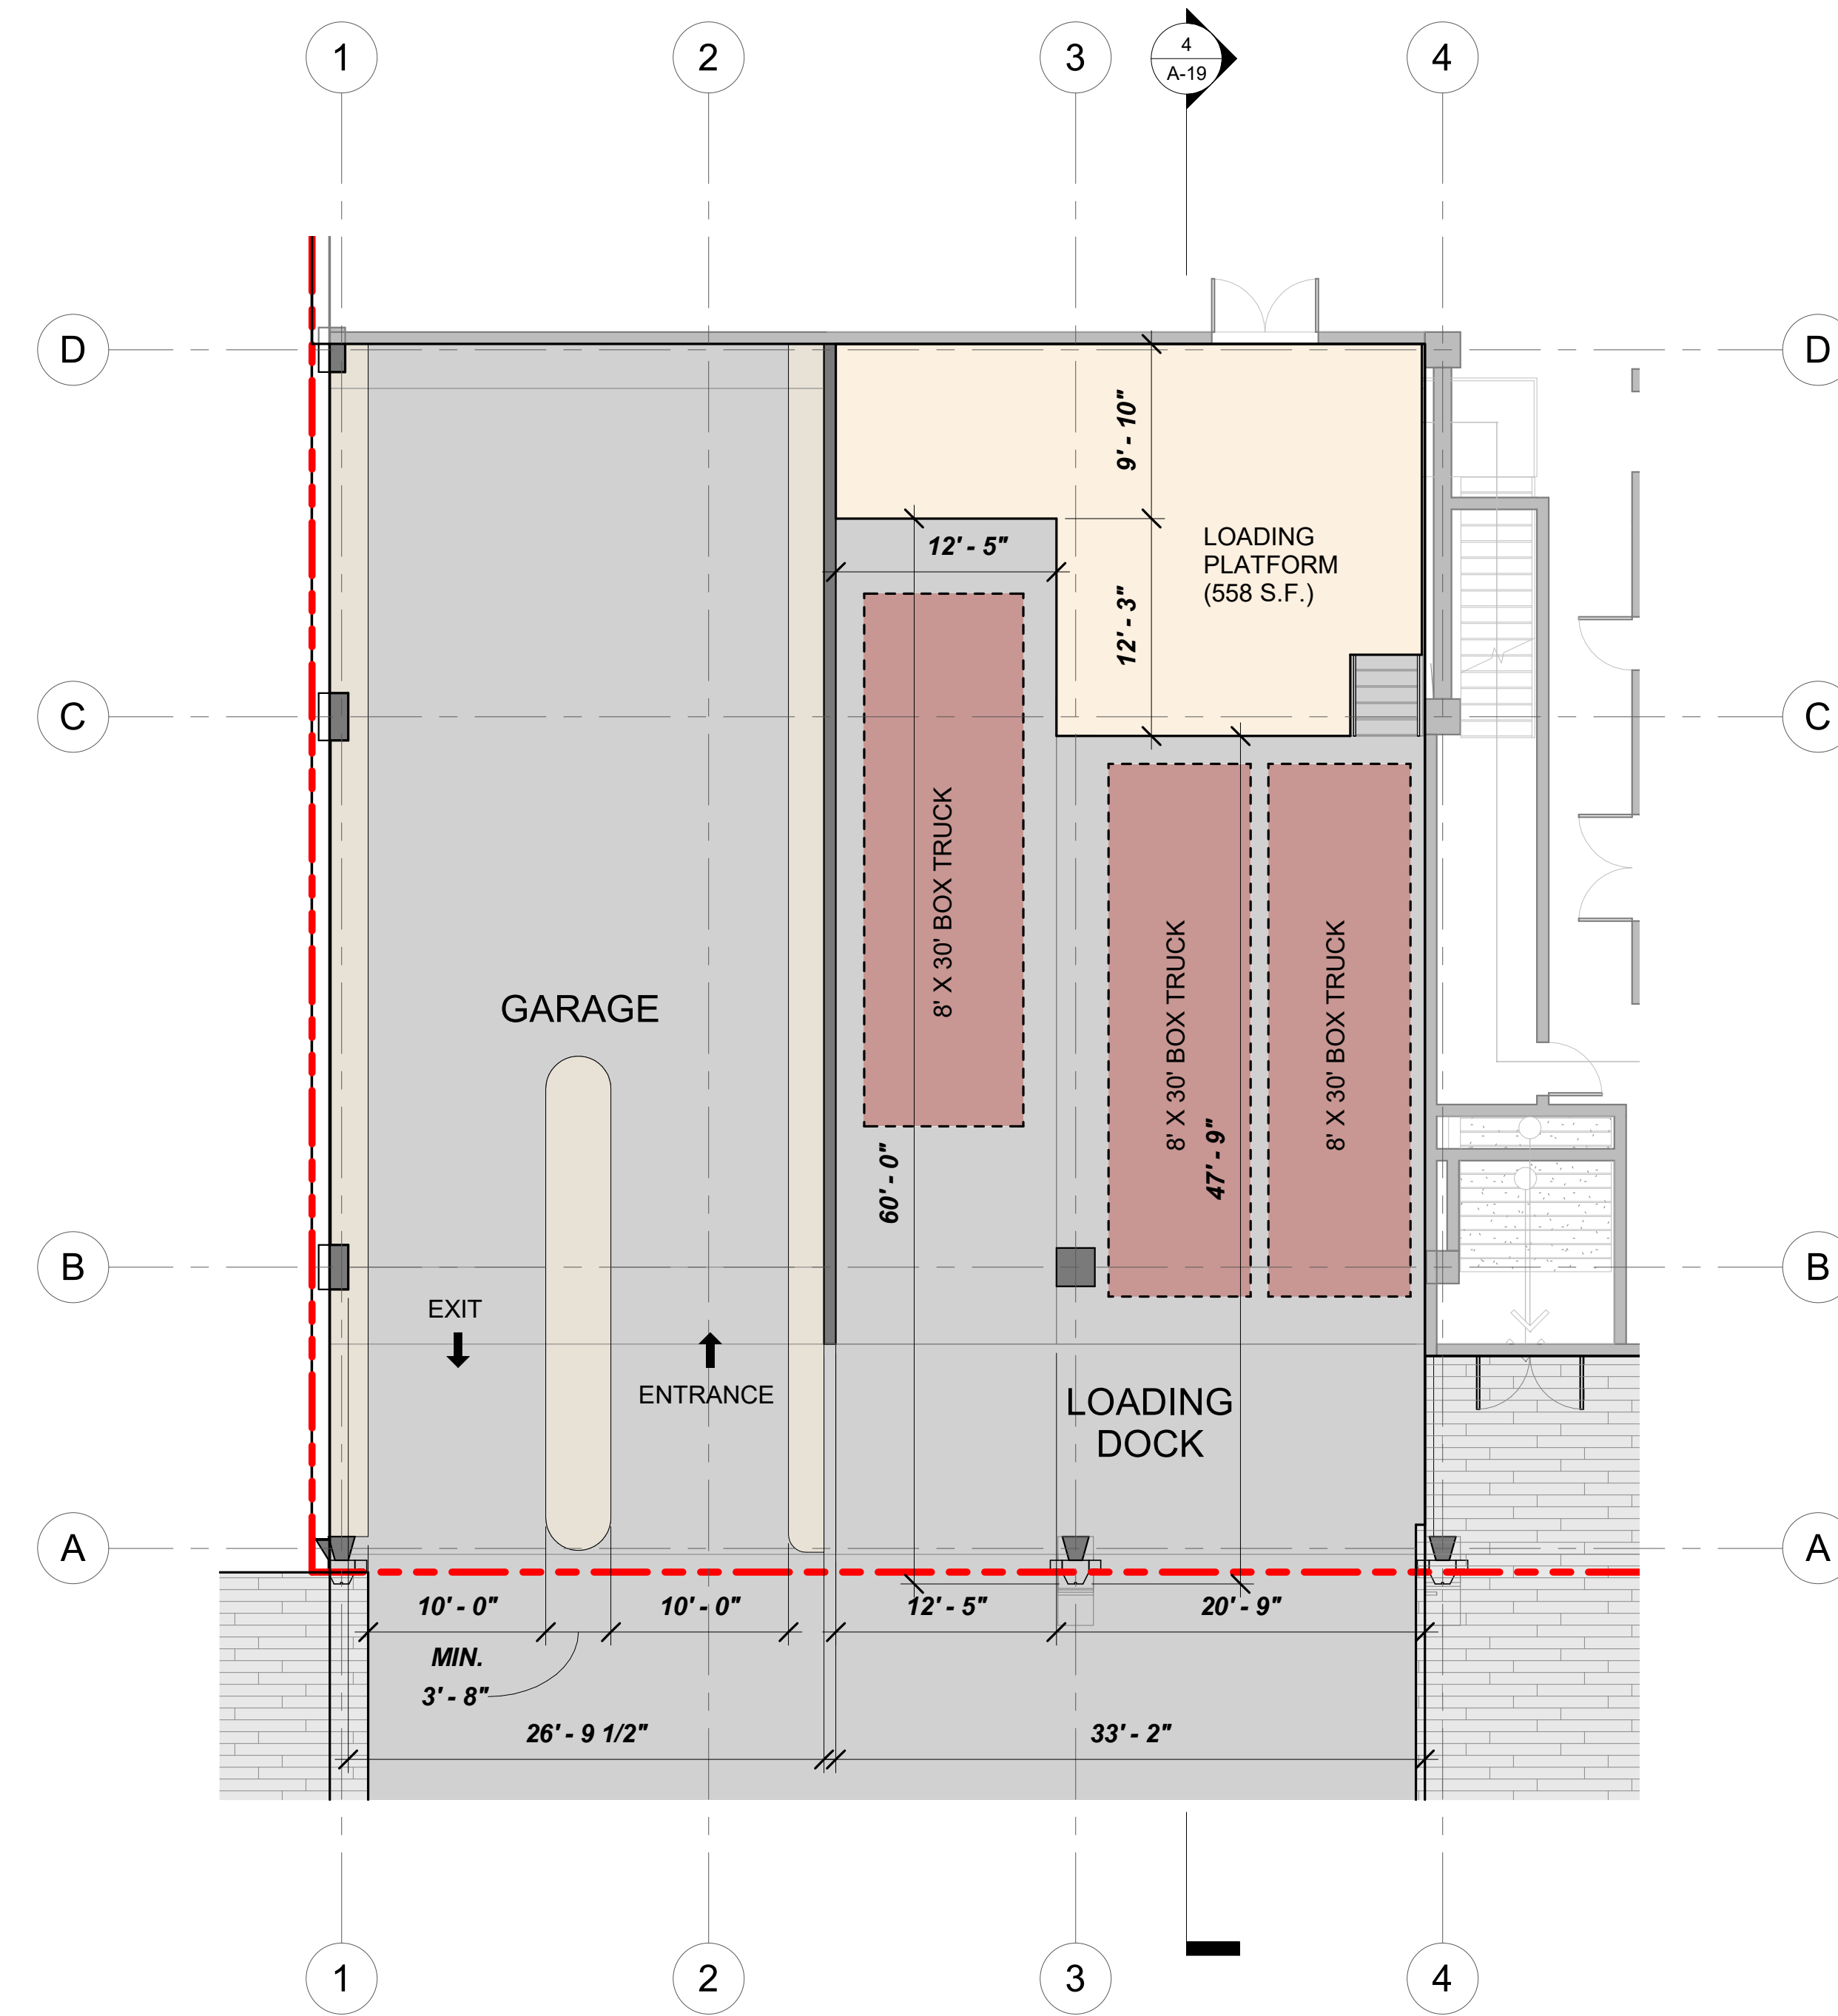 1
2
3
4
A-19
4
D
D
9' - 10"
LOADING
PLATFORM
(558 S.F.)
12' - 5"
12' - 3"
C
C
8' X 30' BOX TRUCK
8' X 30' BOX TRUCK
8' X 30' BOX TRUCK
GARAGE
60' - 0"
47' - 9"
B
B
EXIT
ENTRANCE
LOADING
DOCK
A
A
10' - 0"
10' - 0"
12' - 5"
20' - 9"
MIN.
3' - 8"
26' - 9 1/2"
33' - 2"
1
2
3
4